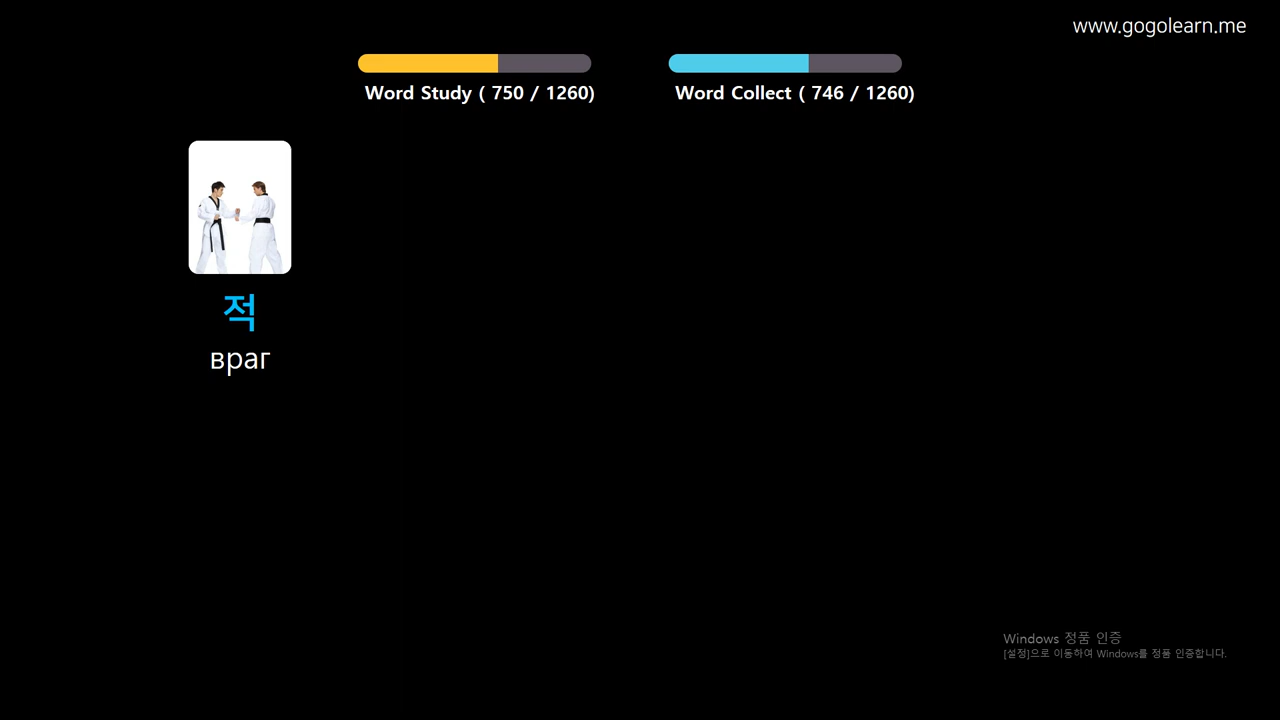 www.gogolearn.me
Word Study ( 750 / 1260)
Word Collect ( 746 / 1260)
적
враг
Windows 정품 인증
[설정]으로 이동하여 Windows를 정품 인증합니다.